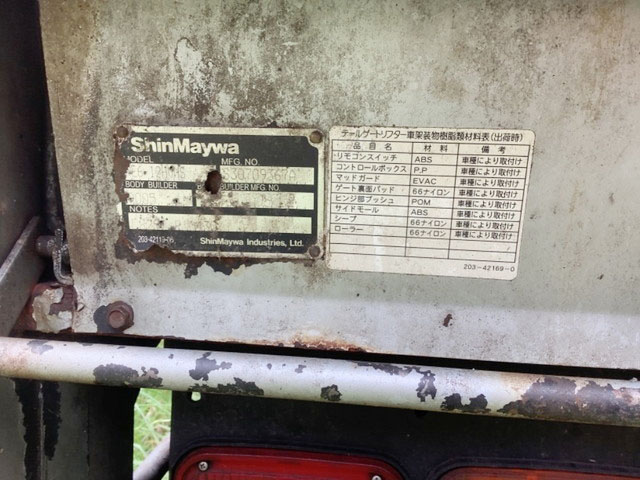 ShinMaywa
MODEL MFG. NO.
BODY BUILDER BUILDER MFG. NO.
NOTES
203-42119-06 ShinMaywa Industries, Ltd.
テールゲートリフター車架装物樹脂類材料表(出荷時)
品目名 材料 備考
リモコンスイッチ ABS 車種により取付け
コントロールボックス P.P 車種により取付け
マッドガード EVAC 車種により取付け
ゲート裏面パッド 66ナイロン 車種により取付け
ヒンジ部ブッシュ POM 車種により取付け
サイドモール ABS 車種により取付け
シーブ 66ナイロン 車種により取付け
ローラー 66ナイロン 車種により取付け
203-42169-0